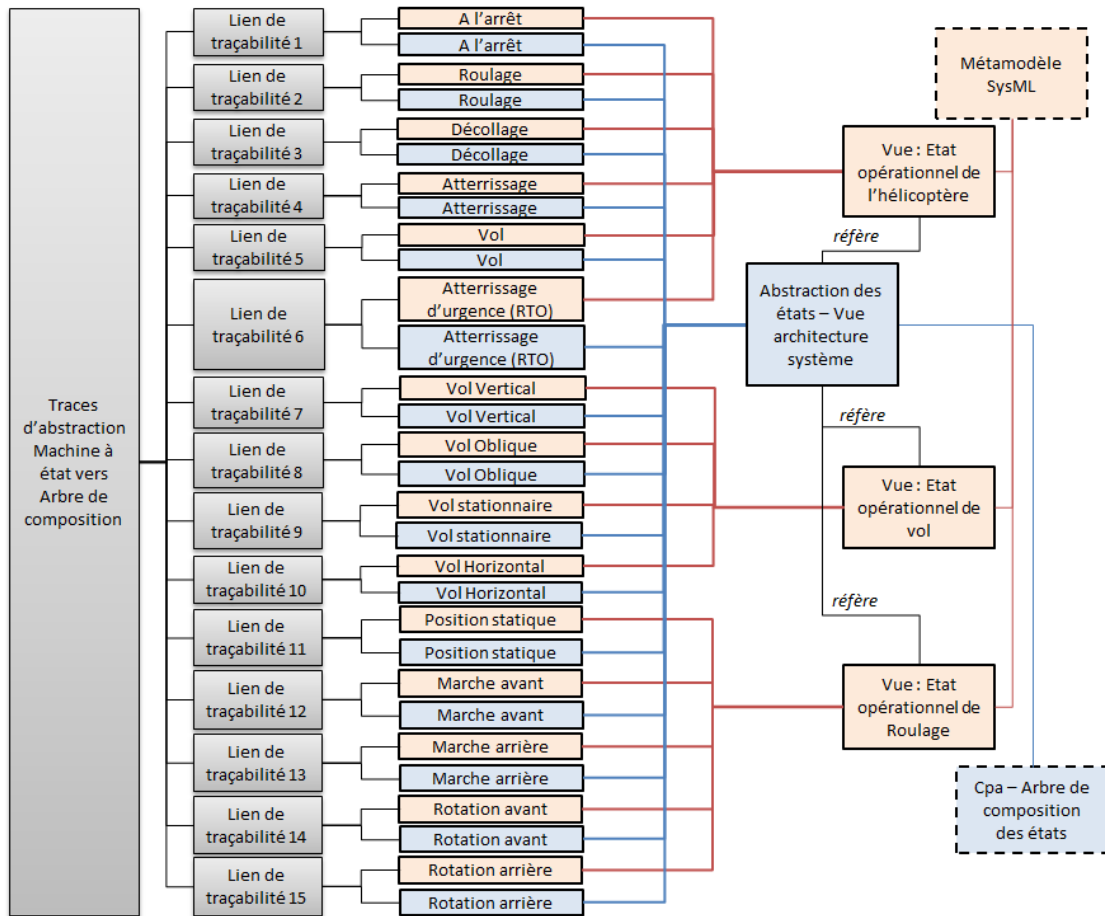 Traces
d'abstraction
Machine à
état vers
Arbre de
composition
Lien de
traçabilité 1
A l'arrêt
A l'arrêt
Lien de
traçabilité 2
Roulage
Roulage
Lien de
traçabilité 3
Décollage
Décollage
Lien de
traçabilité 4
Atterrissage
Atterrissage
Lien de
traçabilité 5
Vol
Vol
Lien de
traçabilité 6
Atterrissage
d'urgence (RTO)
Atterrissage
d'urgence (RTO)
Lien de
traçabilité 7
Vol Vertical
Vol Vertical
Lien de
traçabilité 8
Vol Oblique
Vol Oblique
Lien de
traçabilité 9
Vol stationnaire
Vol stationnaire
Lien de
traçabilité 10
Vol Horizontal
Vol Horizontal
Lien de
traçabilité 11
Position statique
Position statique
Lien de
traçabilité 12
Marche avant
Marche avant
Lien de
traçabilité 13
Marche arrière
Marche arrière
Lien de
traçabilité 14
Rotation avant
Rotation avant
Lien de
traçabilité 15
Rotation arrière
Rotation arrière
Métamodèle
SysML
Vue : Etat
opérationnel de
l'hélicoptère
réfère
Abstraction des
états – Vue
architecture
système
réfère
Vue : Etat
opérationnel de
vol
réfère
Vue : Etat
opérationnel de
Roulage
Cpa – Arbre de
composition
des états